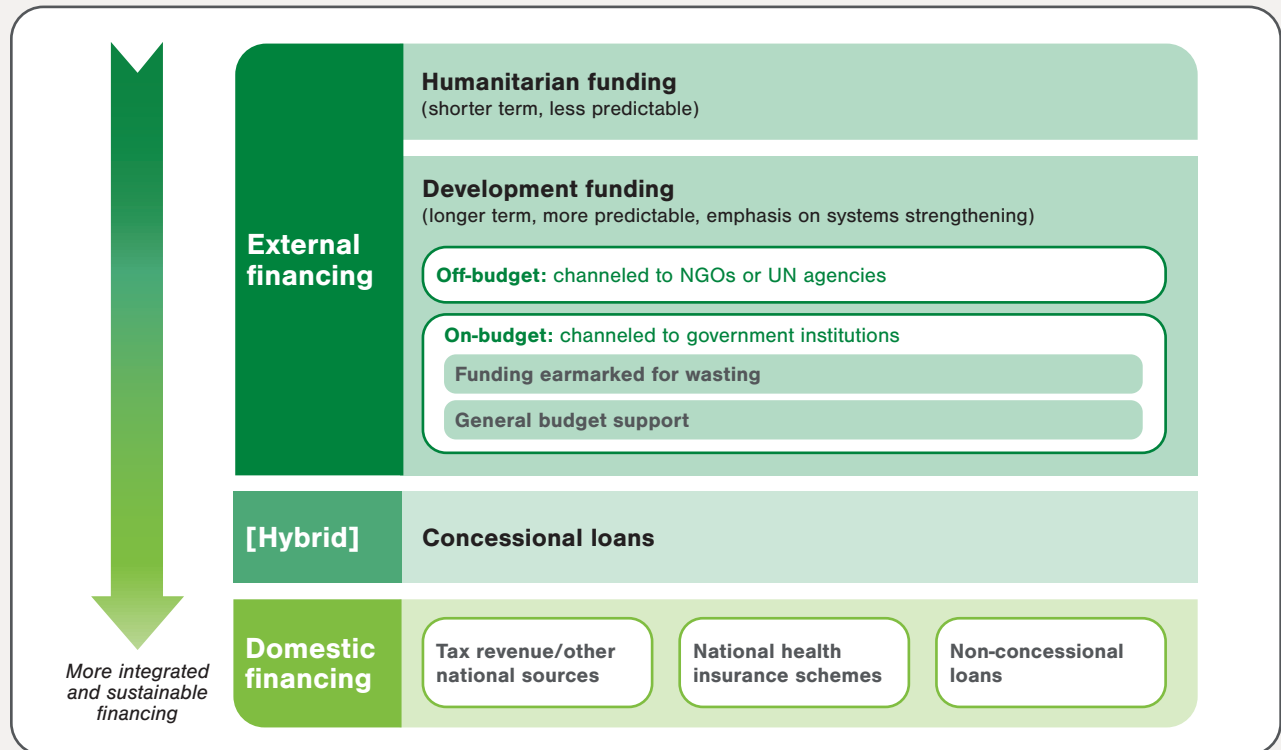 Humanitarian funding
(shorter term, less predictable)
External
financing
Development funding
(longer term, more predictable, emphasis on systems strengthening)
Off-budget: channeled to NGOs or UN agencies
On-budget: channeled to government institutions
Funding earmarked for wasting
General budget support
[Hybrid]
Concessional loans
Domestic
financing
Tax revenue/other
national sources
National health
insurance schemes
Non-concessional
loans
More integrated
and sustainable
financing